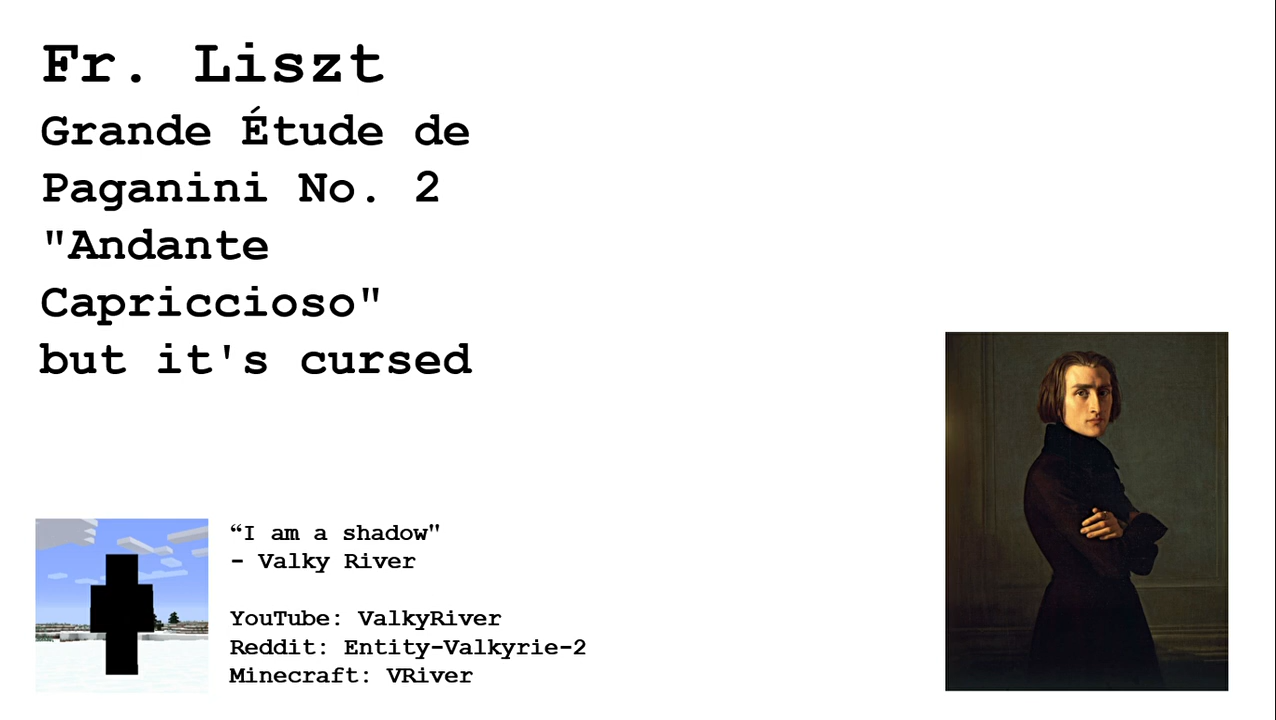 Fr. Liszt
Grande Étude de
Paganini No. 2
"Andante
Capriccioso"
but it's cursed
“I am a shadow"
- Valky River
YouTube: ValkyRiver
Reddit: Entity-Valkyrie-2
Minecraft: VRiver